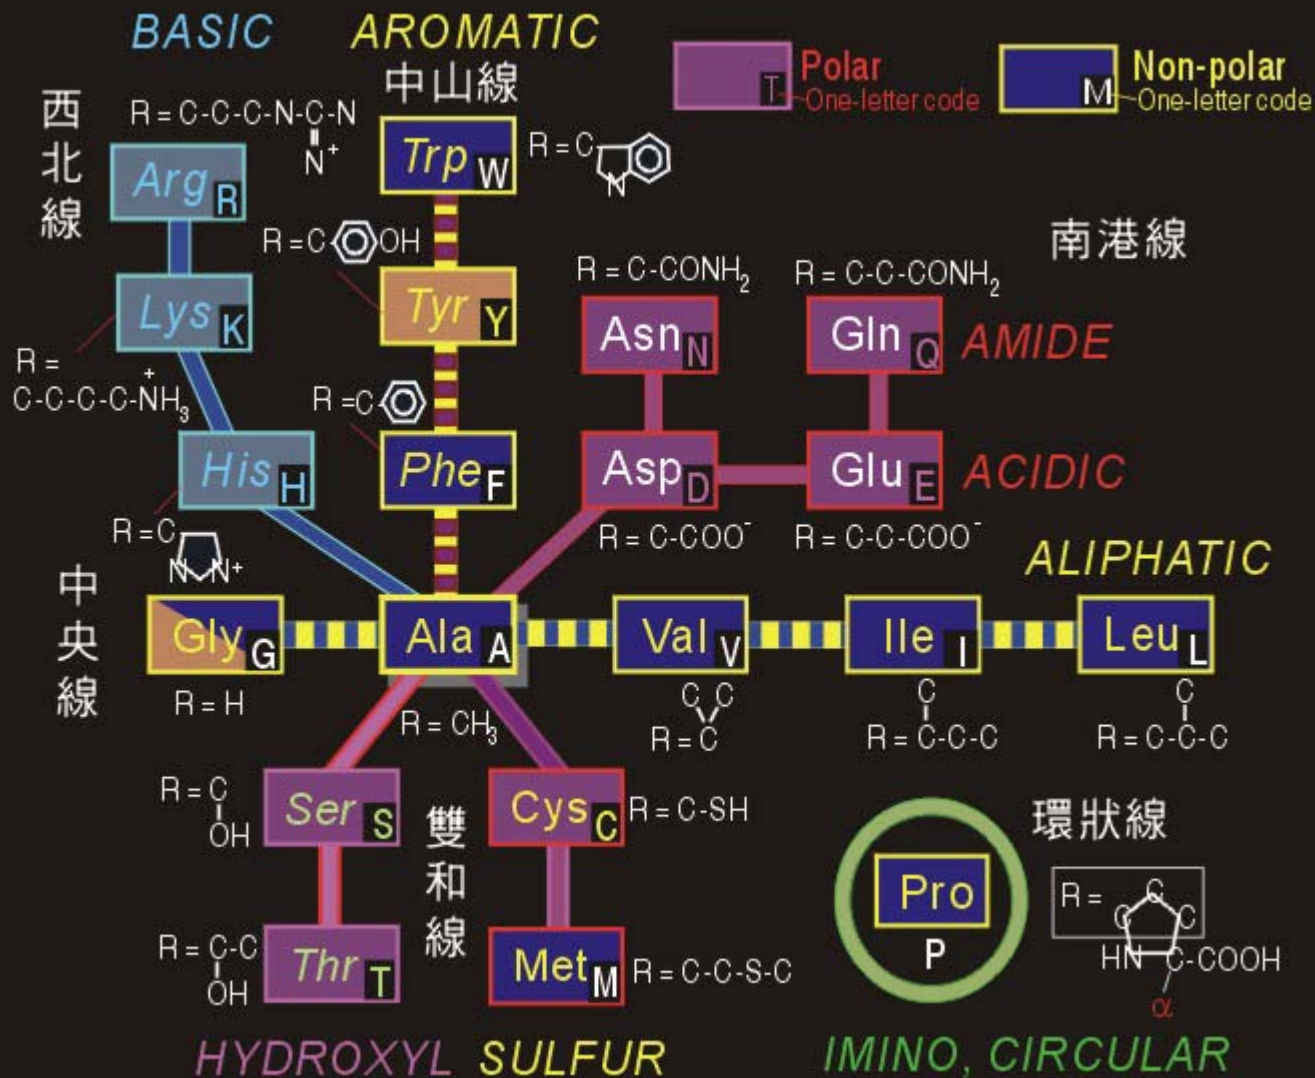 BASIC
AROMATIC
中山線
西北線
T
Polar
One-letter code
M
Non-polar
One-letter code
R = C-C-C-N-C-N
N+
Arg R
Trp W
R = C
N
南港線
R = C OH
Lys K
Tyr Y
R = C-CONH2
R = C-C-CONH2
Asn N
Gln Q
AMIDE
R =
C-C-C-C-NH3
+
R =C
His H
Phe F
Asp D
Glu E
ACIDIC
R = C
N N+
R = C-COO-
R = C-C-COO-
ALIPHATIC
中央線
Gly G
Ala A
Val V
Ile I
Leu L
R = H
R = CH3
C C
R = C
C
R = C-C-C
C
R = C-C-C
R = C
OH
Ser S
雙和線
Cys C
R = C-SH
環狀線
Pro
P
R =
C
C C
HN C-COOH
α
R = C-C
OH
Thr T
Met M
R = C-C-S-C
HYDROXYL
SULFUR
IMINO, CIRCULAR